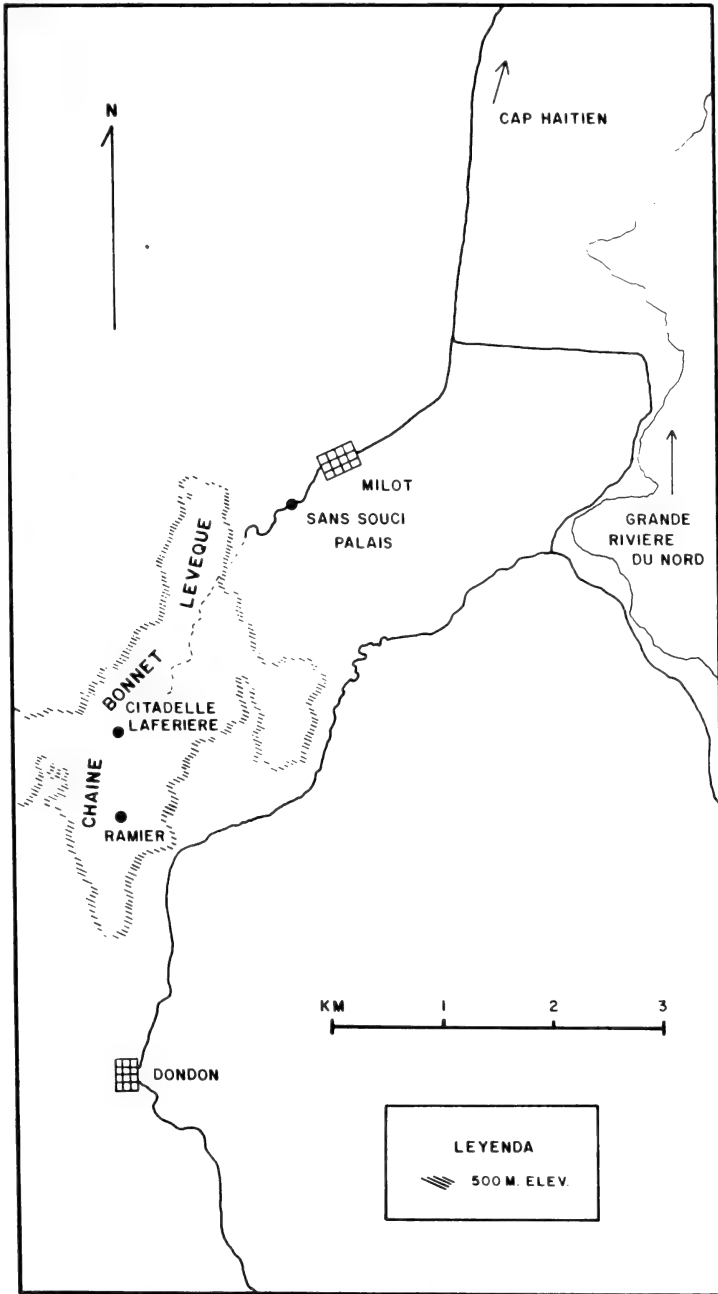 N
CAP HAITIEN
MILOT
SANS SOUCI
PALAIS
GRANDE
RIVIERE
DU NORD
CHAINE BONNET LEVEQUE
CITADELLE
LAFERIERE
RAMIER
KM 1 2 3
DONDON
LEYENDA
500 M. ELEV.